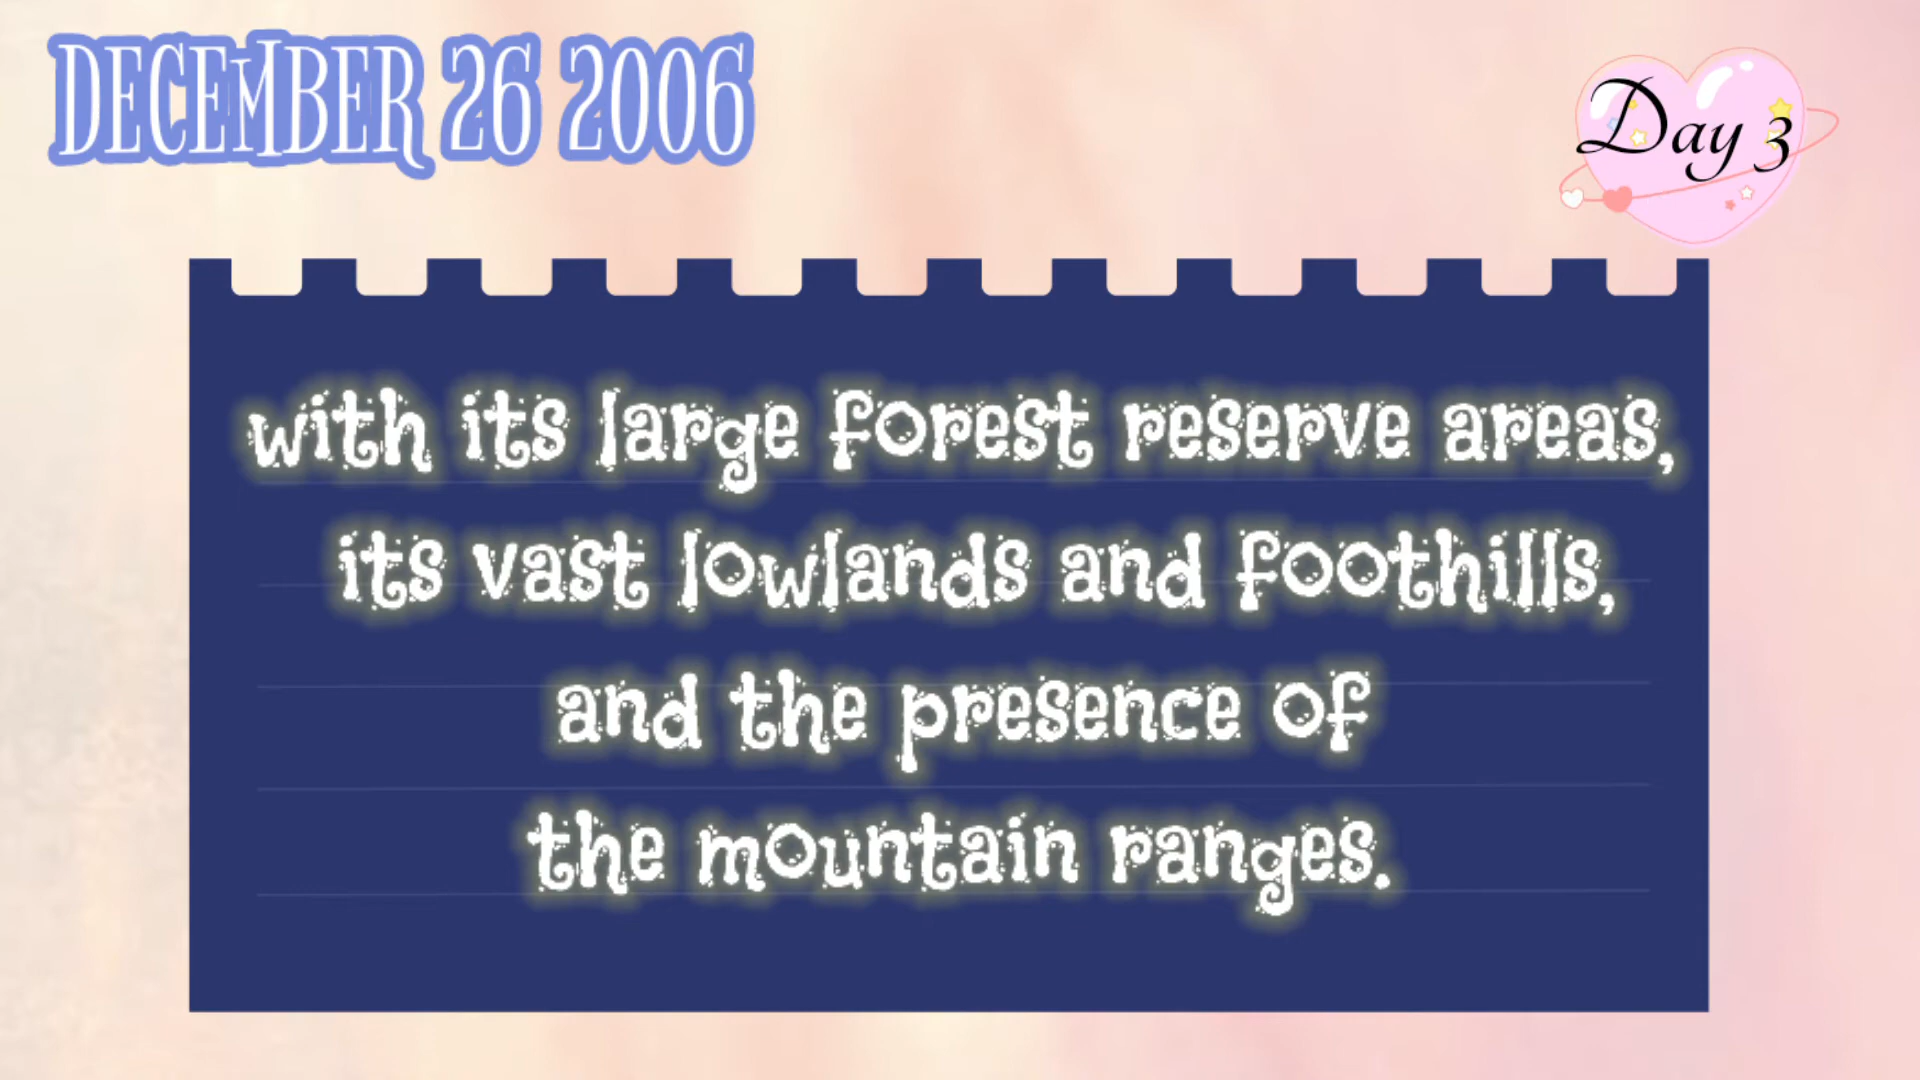 DECEMBER 26 2006
Day 3
with its large forest reserve areas,
its vast lowlands and foothills,
and the presence of
the mountain ranges.